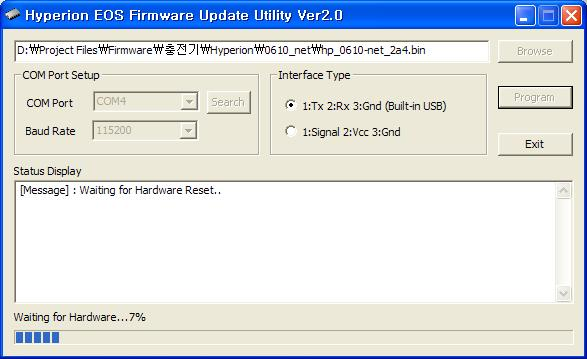 Hyperion EOS Firmware Update Utility Ver2.0
D:₩Project Files₩Firmware₩충전기₩Hyperion₩0610_net₩hp_0610-net_2a4.bin
Browse
COM Port Setup
COM Port
COM4
Search
Baud Rate
115200
Interface Type
1:Tx 2:Rx 3:Gnd (Built-in USB)
1:Signal 2:Vcc 3:Gnd
Program
Exit
Status Display
[Message] : Waiting for Hardware Reset..
Waiting for Hardware...7%